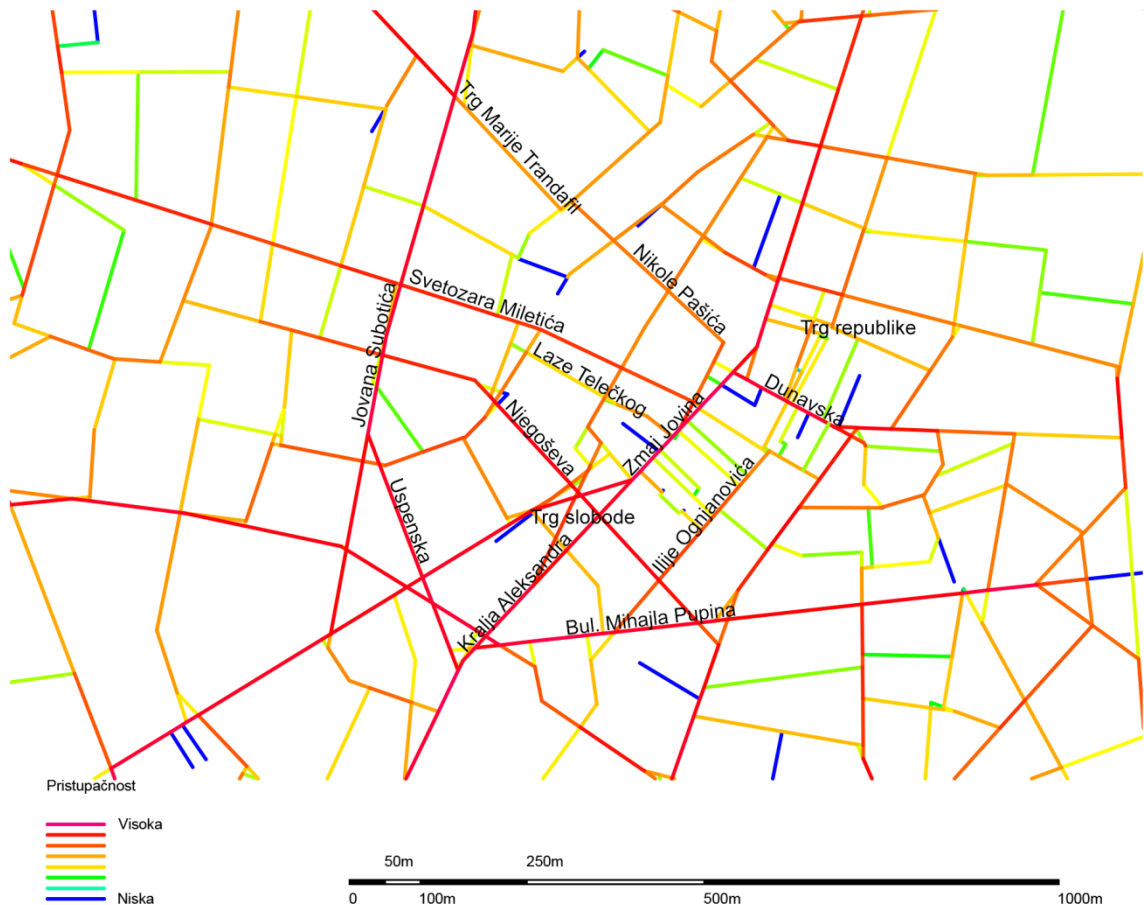 Trg Marije Trandafil
Nikole Pašića
Svetozara Miletića
Trg republike
Jovana Subotića
Laze Telečkog
Dunavska
Njegoševa
Zmaj Jovina
Uspenska
Trg slobode
Ilije Ognjanovića
Kralja Aleksandra
Bul. Mihajla Pupina
Pristupačnost
Visoka
Niska
50m
250m
0
100m
500m
1000m